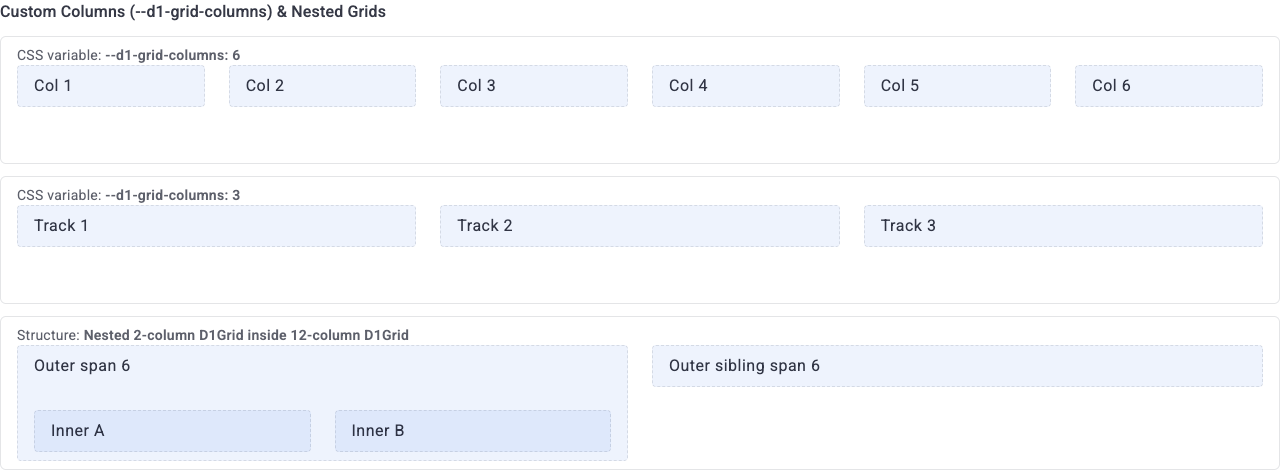 Custom Columns (--d1-grid-columns) & Nested Grids
CSS variable: --d1-grid-columns: 6
Col 1 Col 2 Col 3 Col 4 Col 5 Col 6
CSS variable: --d1-grid-columns: 3
Track 1 Track 2 Track 3
Structure: Nested 2-column D1Grid inside 12-column D1Grid
Outer span 6 Outer sibling span 6
Inner A Inner B